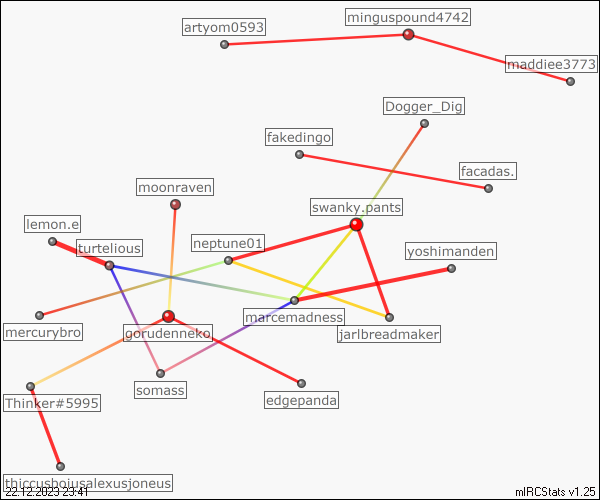 minguspound4742
artyom0593
maddiee3773
Dogger_Dig
fakedingo
facadas.
moonraven
swanky.pants
lemon.e
turtelious
neptune01
yoshimanden
marcemadness
mercurybro
gorudenneko
jarlbreadmaker
somass
edgepanda
Thinker#5995
thiccusboiusalexusjoneus
22.12.2023 23:41
mIRCStats v1.25